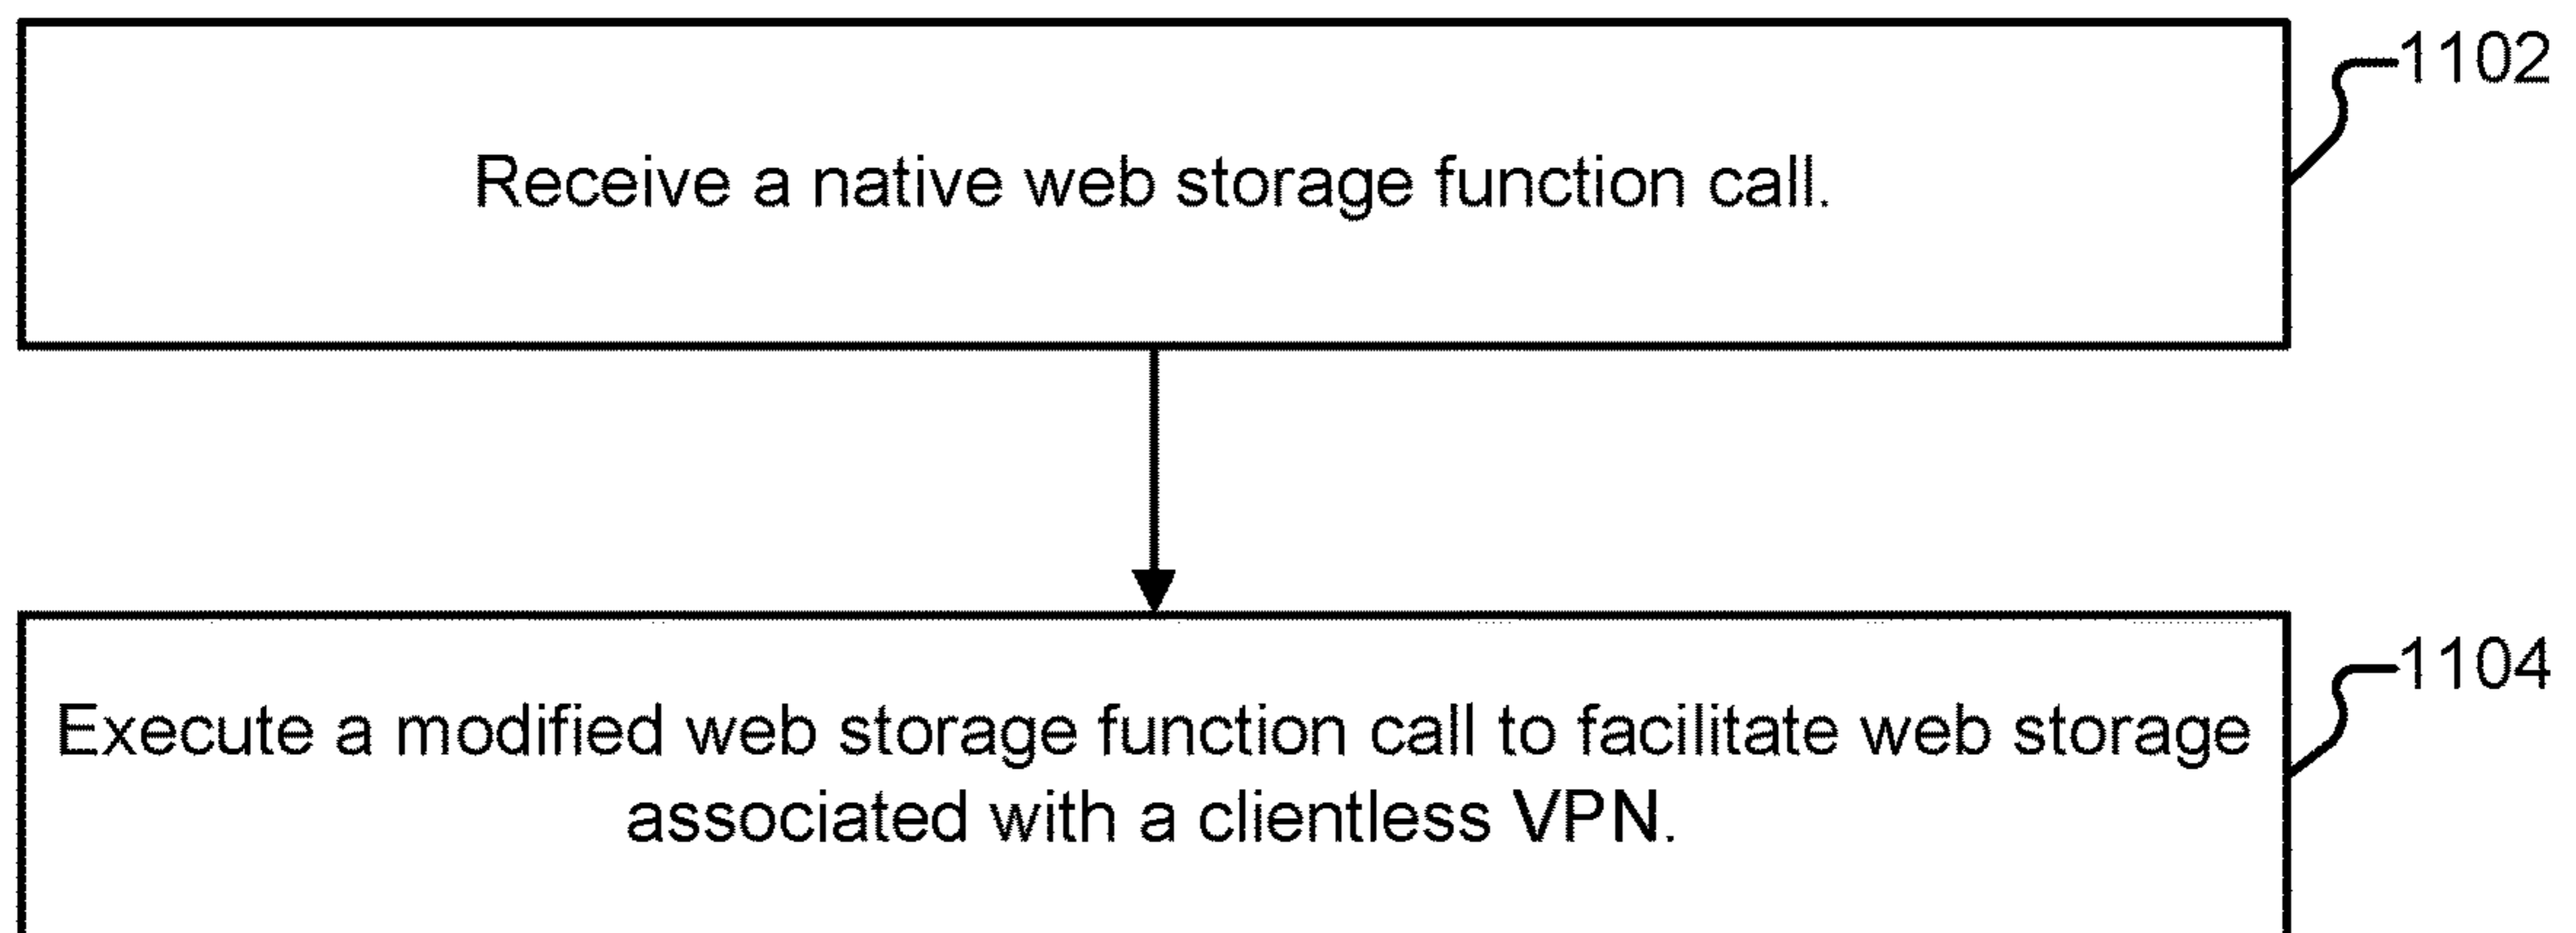 1102
Receive a native web storage function call.
1104
Execute a modified web storage function call to facilitate web storage
associated with a clientless VPN.